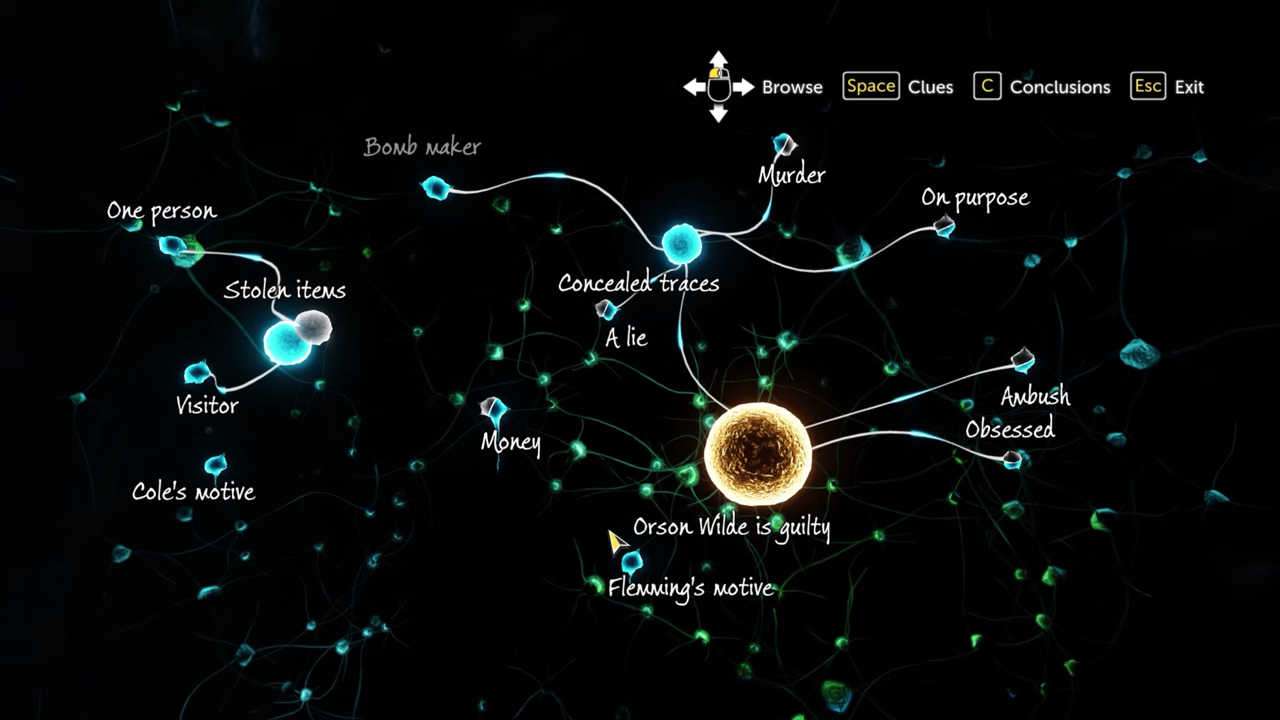 Browse
Space Clues
C Conclusions
Esc Exit
Bomb maker
Murder
On purpose
One person
Concealed traces
Stolen items
A lie
Ambush
Visitor
Obsessed
Money
Cole's motive
Orson Wilde is guilty
Flemming's motive